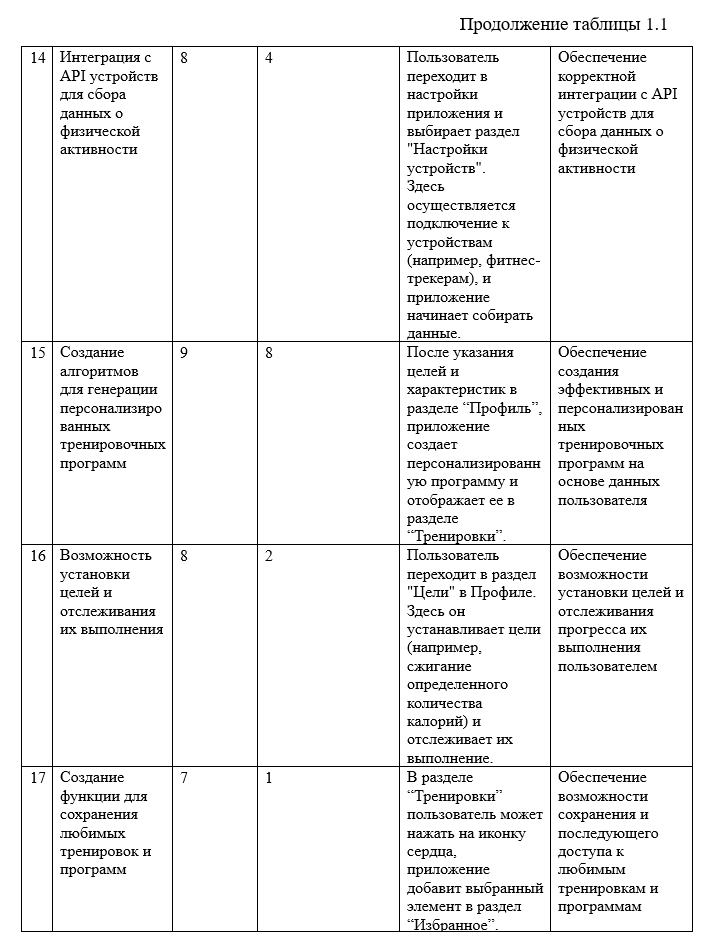 Продолжение таблицы 1.1
14
Интеграция с
API устройств
для сбора
данных о
физической
активности
8
4
Пользователь
переходит в
настройки
приложения и
выбирает раздел
"Настройки
устройств".
Здесь
осуществляется
подключение к
устройствам
(например, фитнес-
трекерам), и
приложение
начинает собирать
данные.
Обеспечение
корректной
интеграции с API
устройств для
сбора данных о
физической
активности
15
Создание
алгоритмов
для генерации
персонализиро
ванных
тренировочных
программ
9
8
После указания
целей и
характеристик в
разделе “Профиль”,
приложение
создает
персонализированн
ую программу и
отображает ее в
разделе
“Тренировки”.
Обеспечение
создания
эффективных и
персонализирован
ных
тренировочных
программ на
основе данных
пользователя
16
Возможность
установки
целей и
отслеживания
их выполнения
8
2
Пользователь
переходит в раздел
"Цели" в Профиле.
Здесь он
устанавливает цели
(например,
сжигание
определенного
количества
калорий) и
отслеживает их
выполнение.
Обеспечение
возможности
установки целей и
отслеживания
прогресса их
выполнения
пользователем
17
Создание
функции для
сохранения
любимых
тренировок и
программ
7
1
В разделе
“Тренировки”
пользователь может
нажать на иконку
сердца,
приложение
добавит выбранный
элемент в раздел
“Избранное”.
Обеспечение
возможности
сохранения и
последующего
доступа к
любимым
тренировкам и
программам